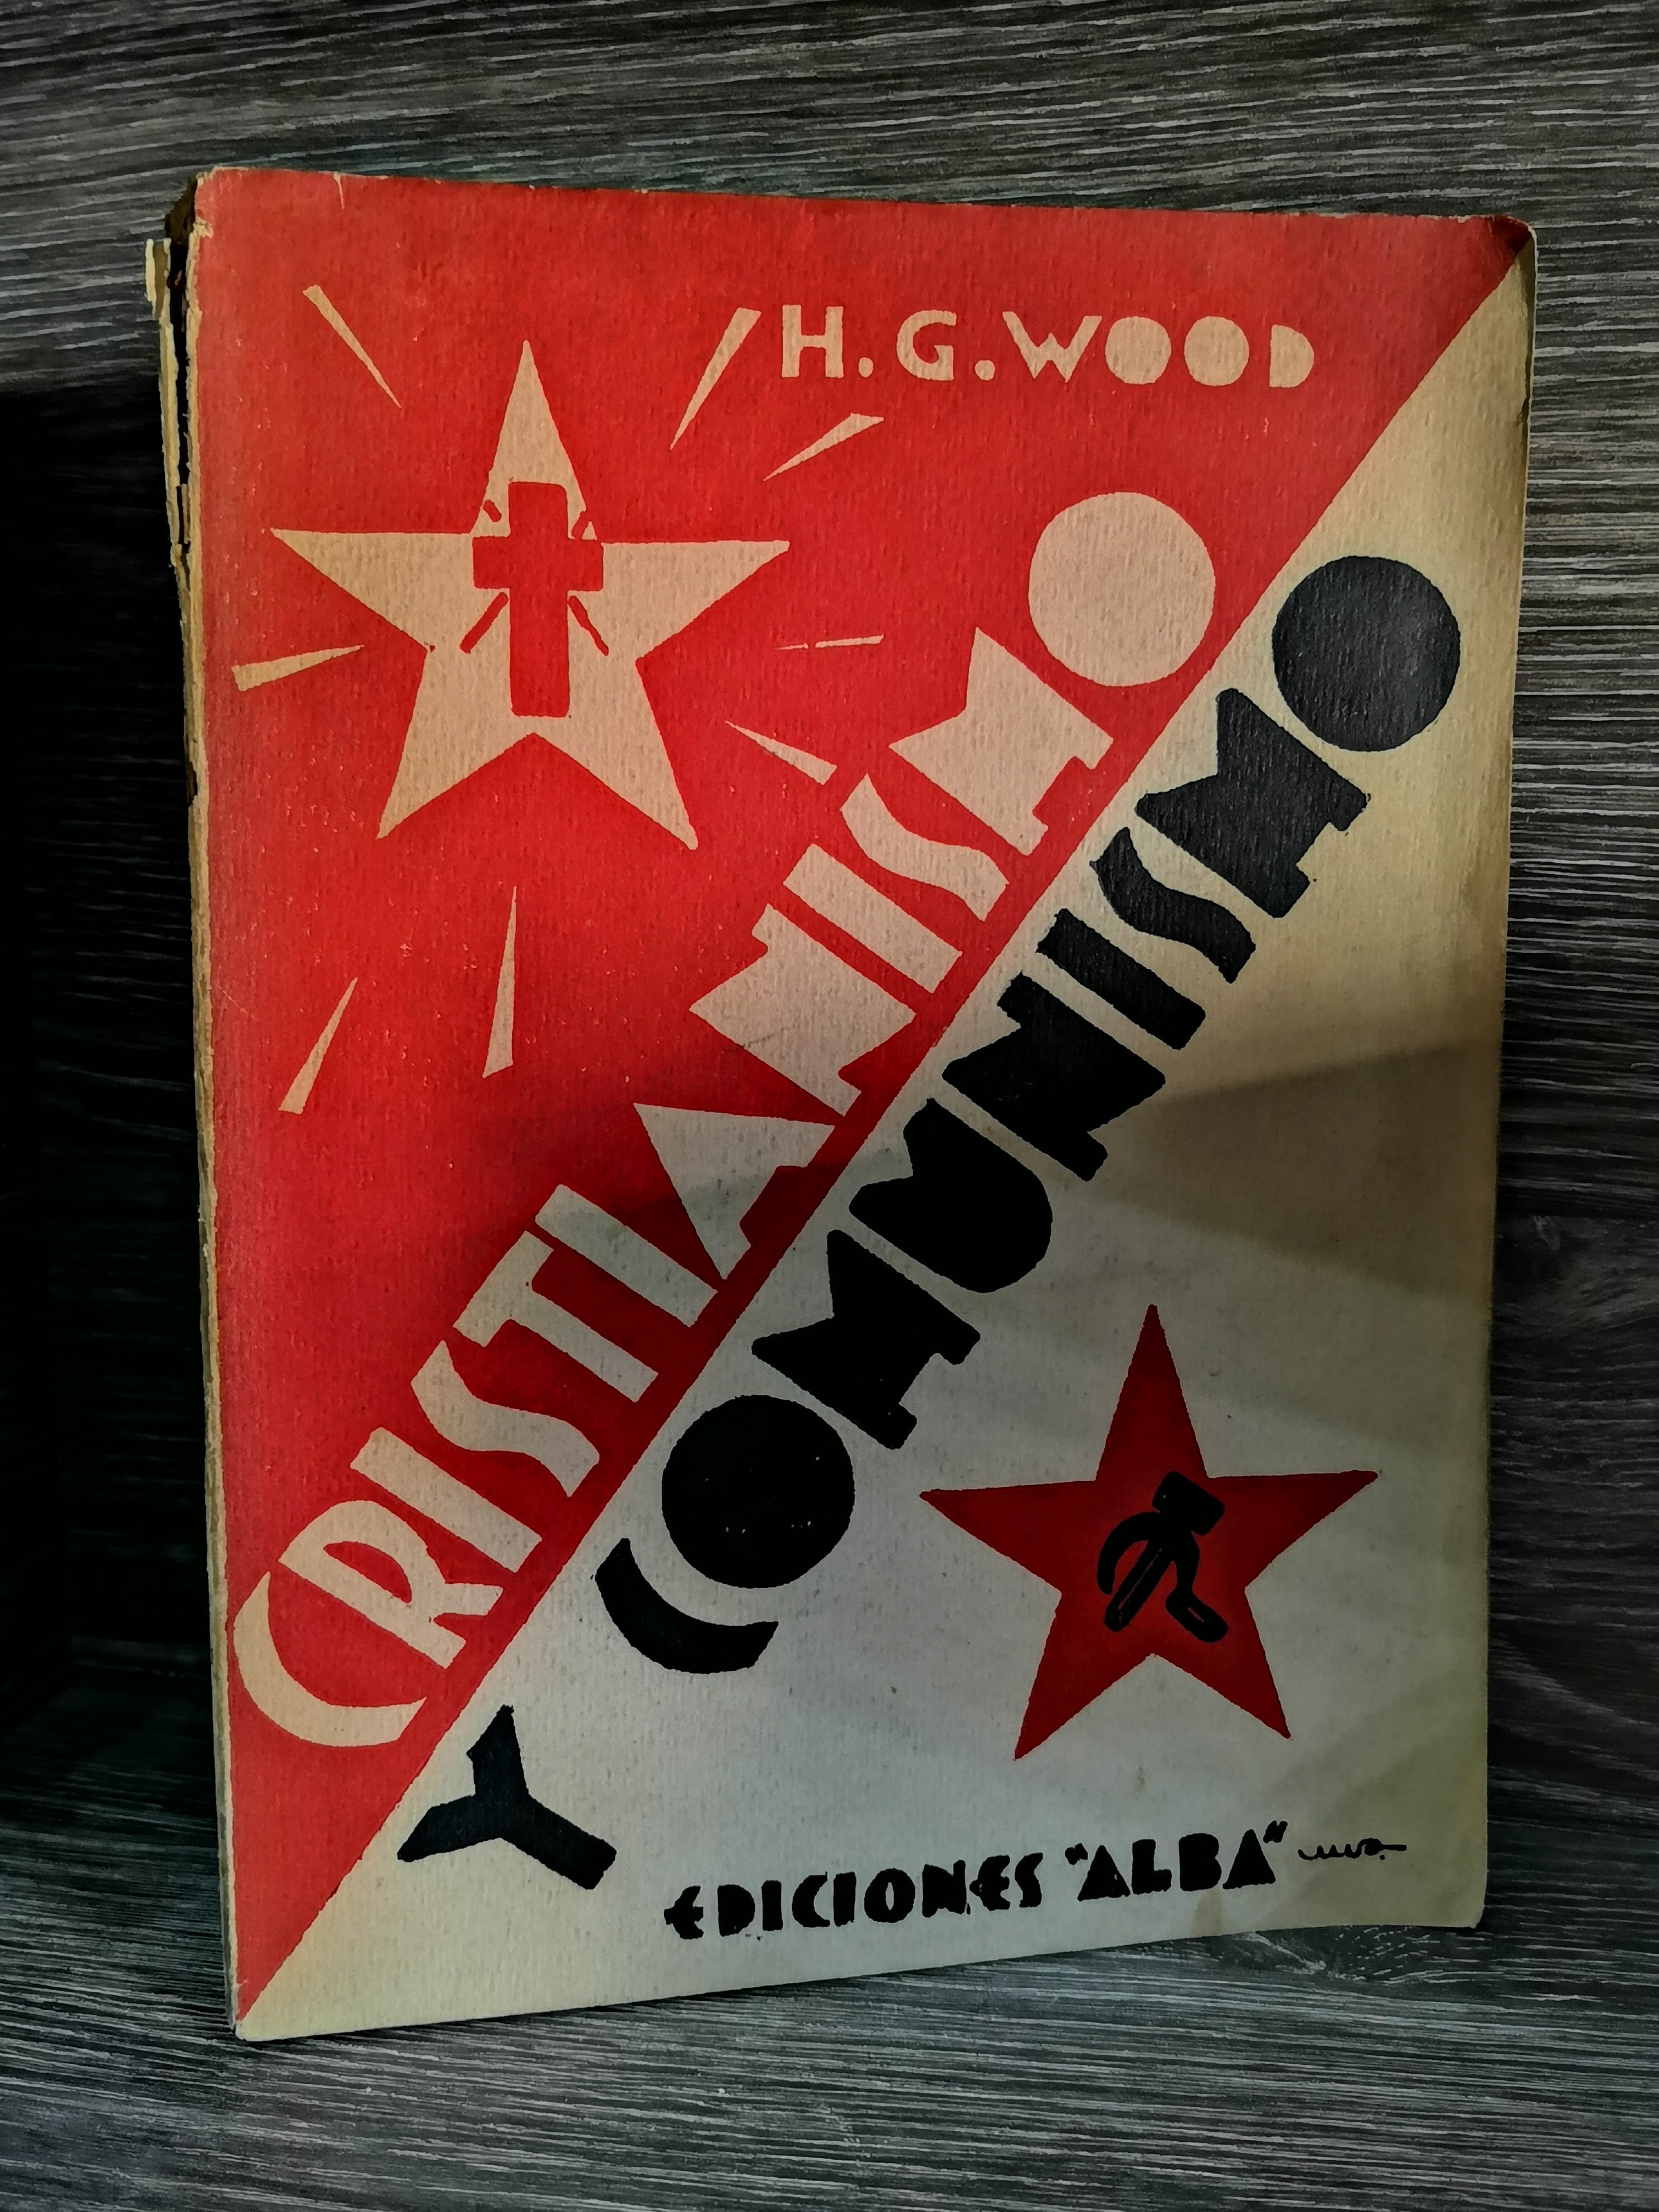 H. G. WOOD
CRISTIANISMO
Y COMUNISMO
EDICIONES "ALBA"